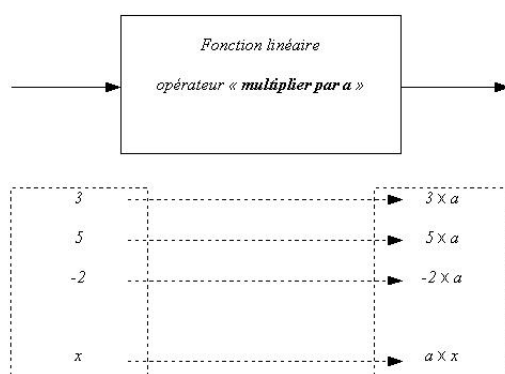 Fonction linéaire
opérateur « multiplier par a »
3 3 X a
5 5 X a
-2 -2 X a
x a X x